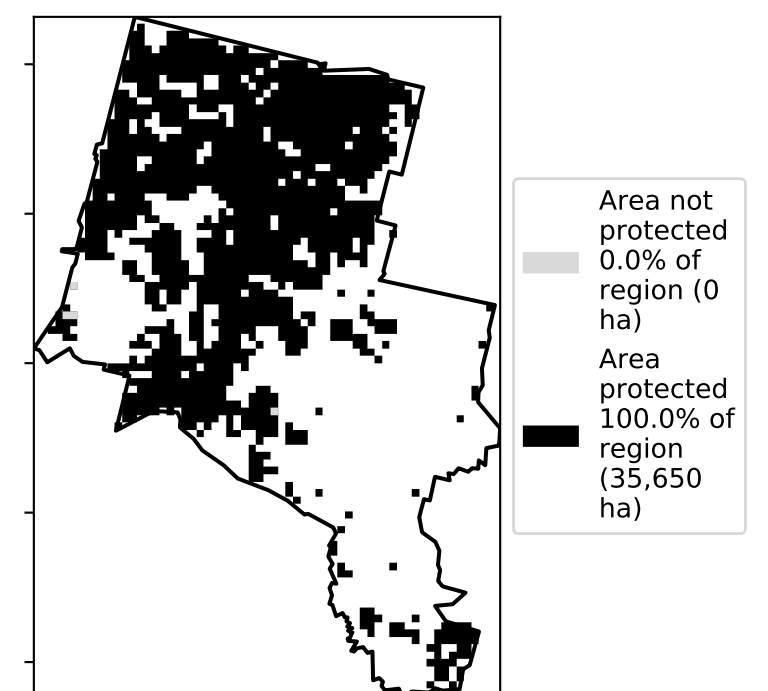 Area not
protected
0.0% of
region (0
ha)
Area
protected
100.0% of
region
(35,650
ha)